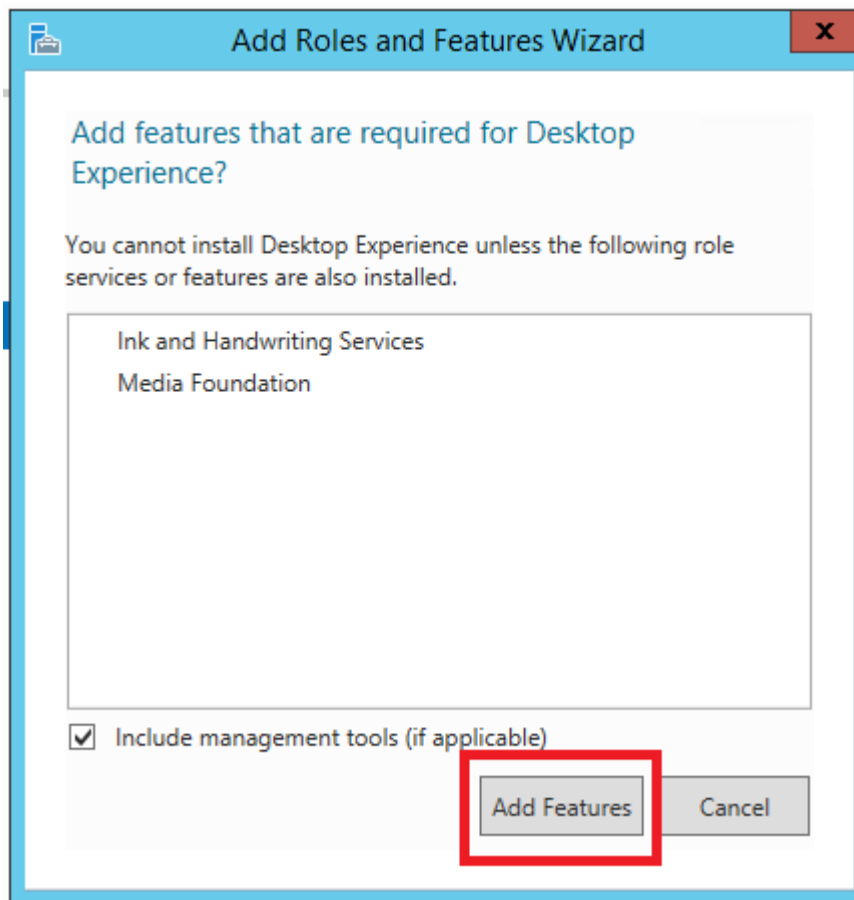 Add Roles and Features Wizard
x
Add features that are required for Desktop
Experience?
You cannot install Desktop Experience unless the following role
services or features are also installed.
Ink and Handwriting Services
Media Foundation
Include management tools (if applicable)
Add Features
Cancel